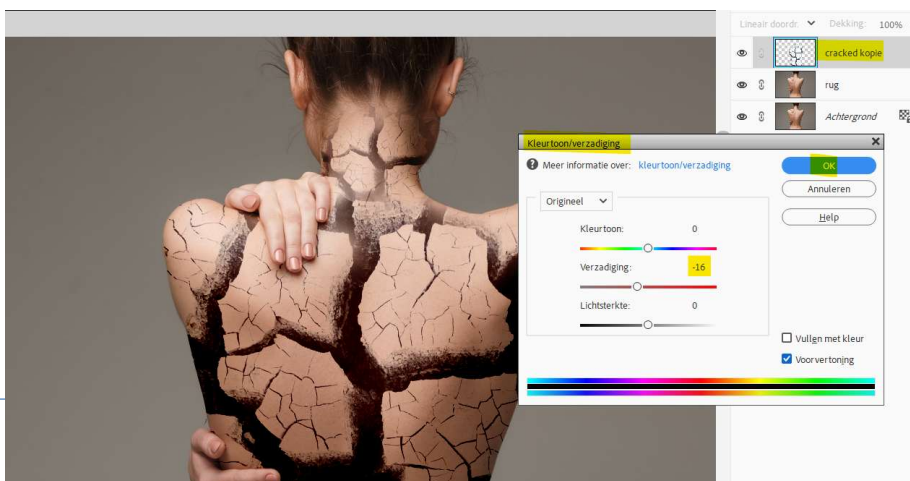 Lineair doordr. Dekking: 100%
cracked kopie
rug
Achtergrond
Kleurtoon/verzadiging
Meer informatie over: kleurtoon/verzadiging
OK
Annuleren
Help
Origineel
Kleurtoon: 0
Verzadiging: -16
Lichtsterkte: 0
Vullen met kleur
Voorvertoning